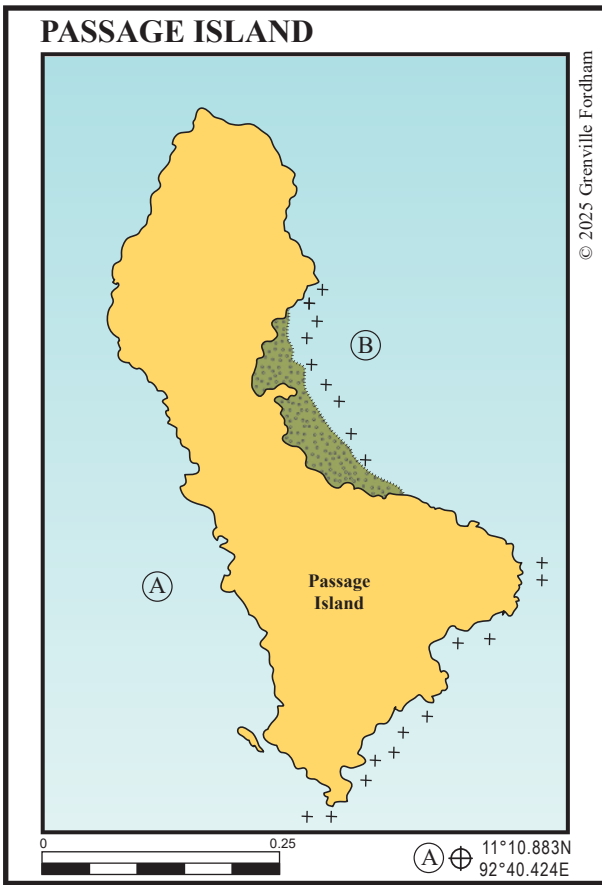 PASSAGE ISLAND
© 2025 Grenville Fordham
B
A
Passage
Island
0 0.25
A 11°10.883N
92°40.424E